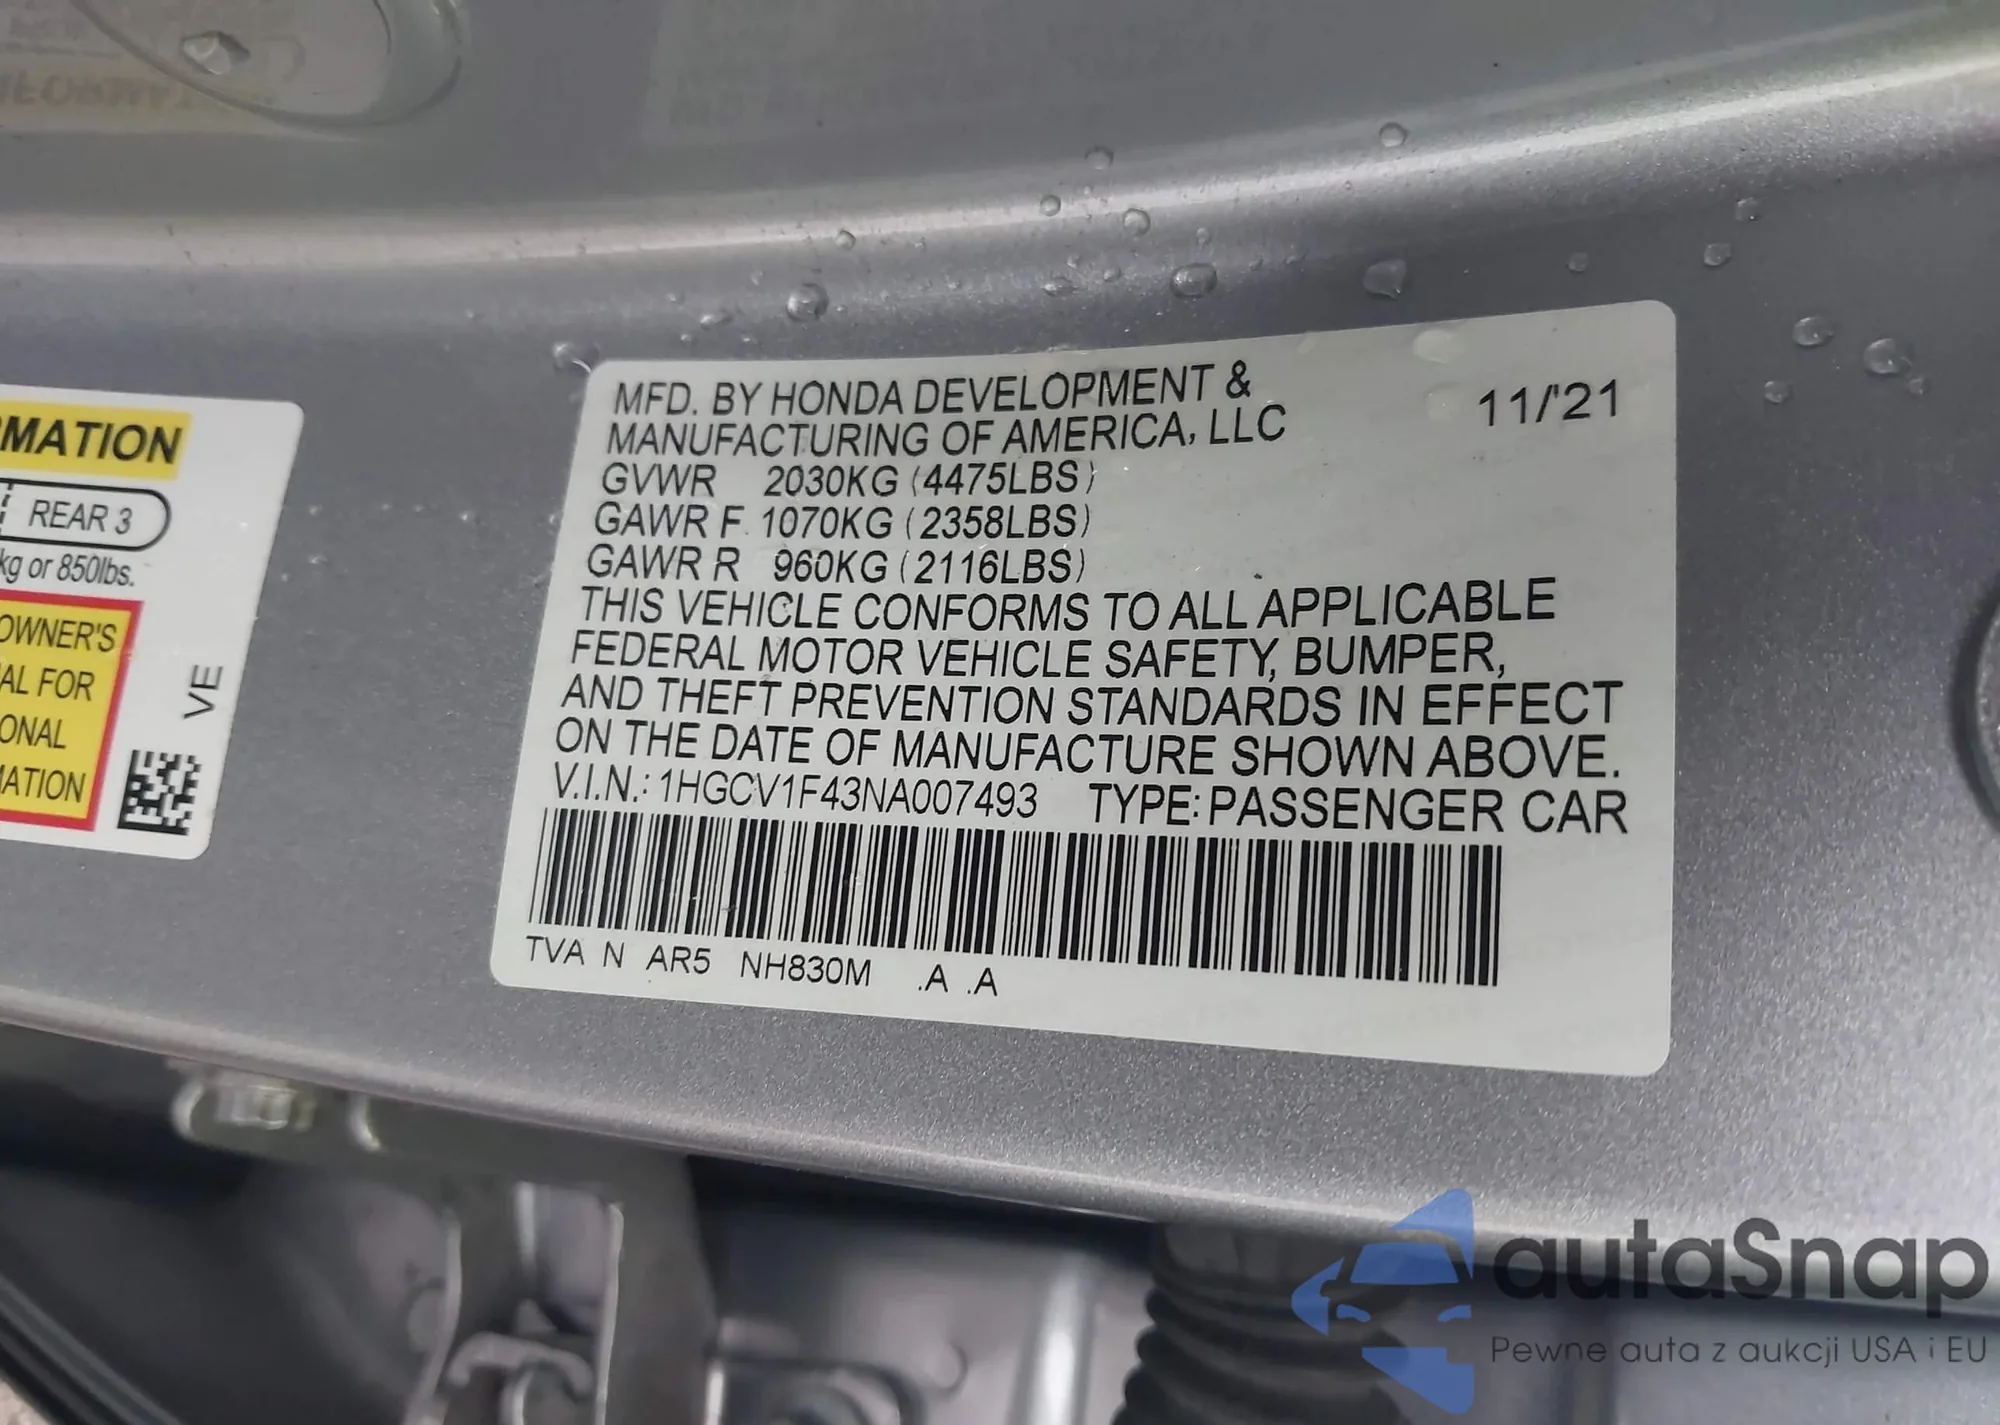 RMATION
REAR 3
kg or 850lbs.
OWNER'S
AL FOR
ONAL
MATION
VE
MFD. BY HONDA DEVELOPMENT &
MANUFACTURING OF AMERICA, LLC
11/'21
GVWR 2030KG (4475LBS)
GAWR F 1070KG (2358LBS)
GAWR R 960KG (2116LBS)
THIS VEHICLE CONFORMS TO ALL APPLICABLE
FEDERAL MOTOR VEHICLE SAFETY, BUMPER,
AND THEFT PREVENTION STANDARDS IN EFFECT
ON THE DATE OF MANUFACTURE SHOWN ABOVE.
V.I.N.: 1HGCV1F43NA007493 TYPE: PASSENGER CAR
TVA N AR5 NH830M .A .A
autaSnap
Pewne auta z aukcji USA i EU